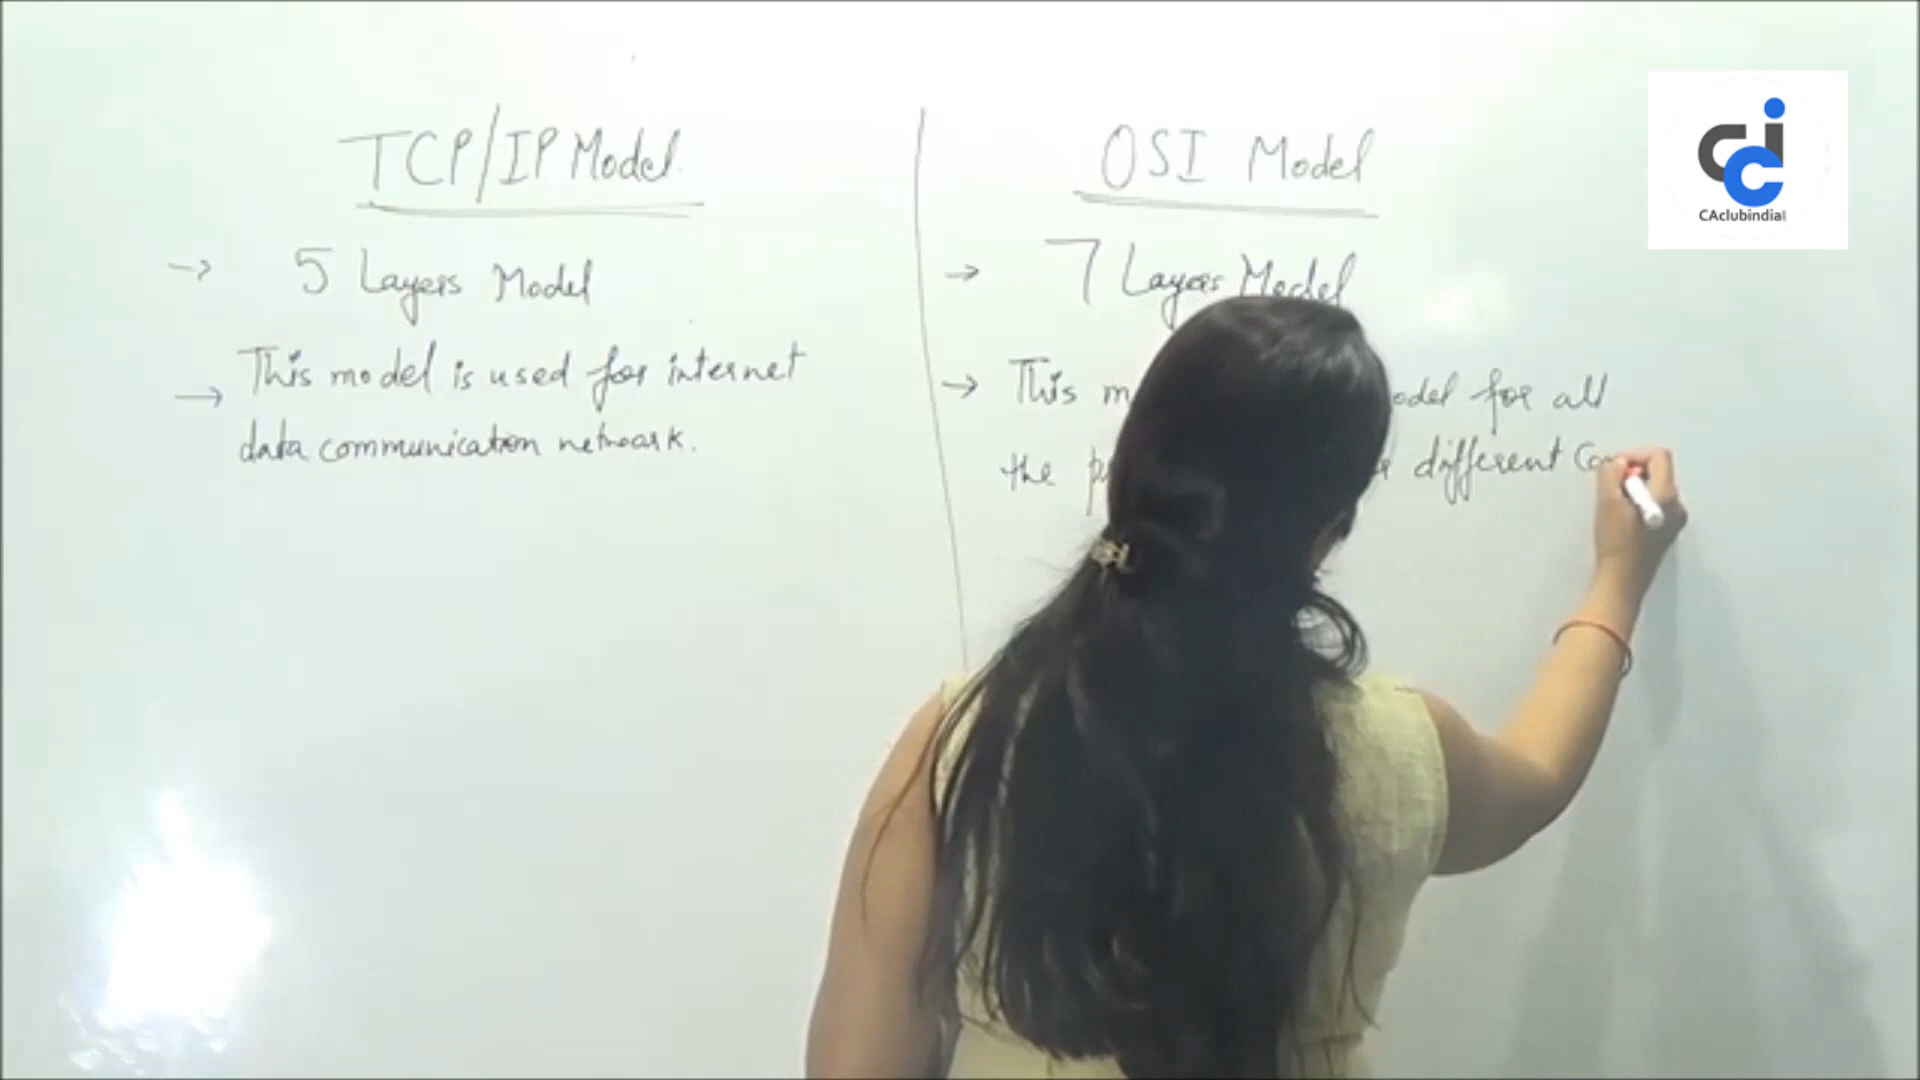 TCP/IP Model
→ 5 Layers Model
→ This model is used for internet
data communication network.
OSI Model
→ 7 Layers Model
→ This for all
the different
CAclubindia